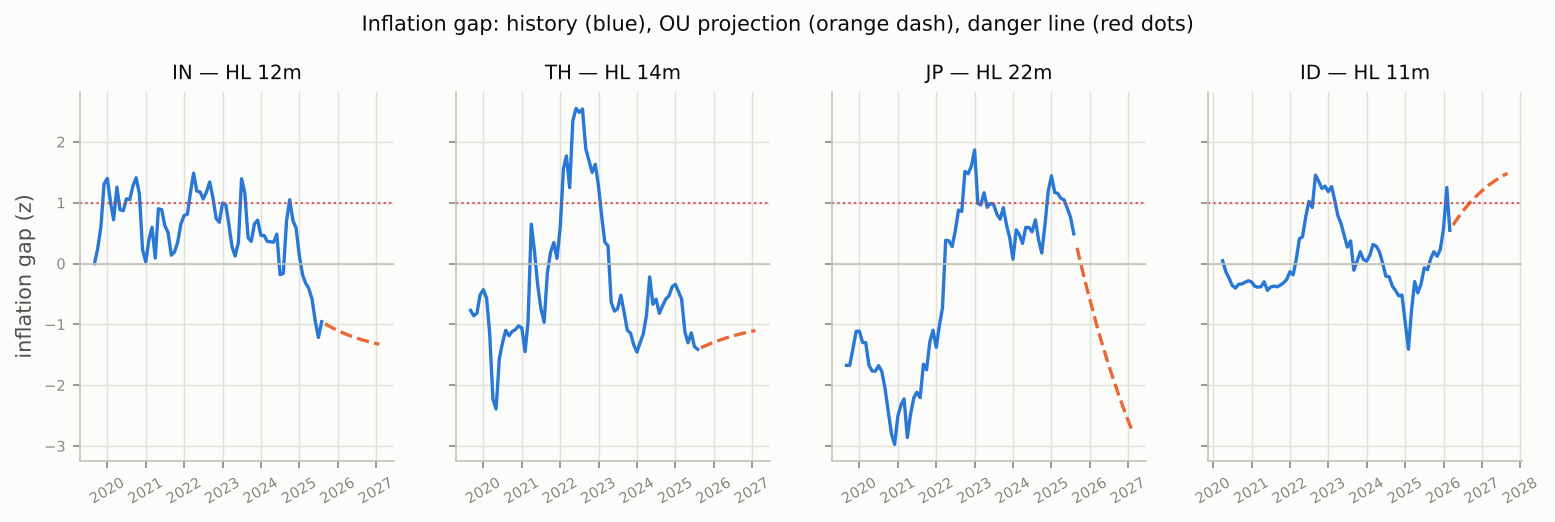 Inflation gap: history (blue), OU projection (orange dash), danger line (red dots)
IN — HL 12m
TH — HL 14m
JP — HL 22m
ID — HL 11m
inflation gap (z)
2
1
0
−1
−2
−3
2020 2021 2022 2023 2024 2025 2026 2027
2020 2021 2022 2023 2024 2025 2026 2027
2020 2021 2022 2023 2024 2025 2026 2027
2020 2021 2022 2023 2024 2025 2026 2027 2028